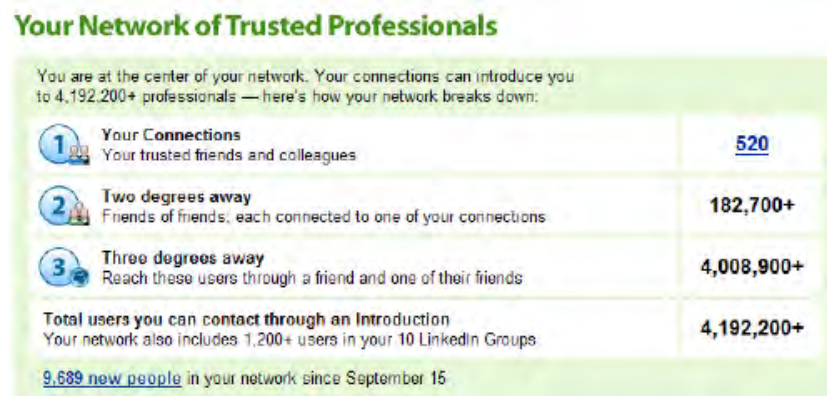 Your Network of Trusted Professionals
You are at the center of your network. Your connections can introduce you
to 4,192,200+ professionals — here's how your network breaks down:
1
Your Connections
Your trusted friends and colleagues
520
2
Two degrees away
Friends of friends; each connected to one of your connections
182,700+
3
Three degrees away
Reach these users through a friend and one of their friends
4,008,900+
Total users you can contact through an Introduction
Your network also includes 1,200+ users in your 10 LinkedIn Groups
4,192,200+
9,689 new people in your network since September 15